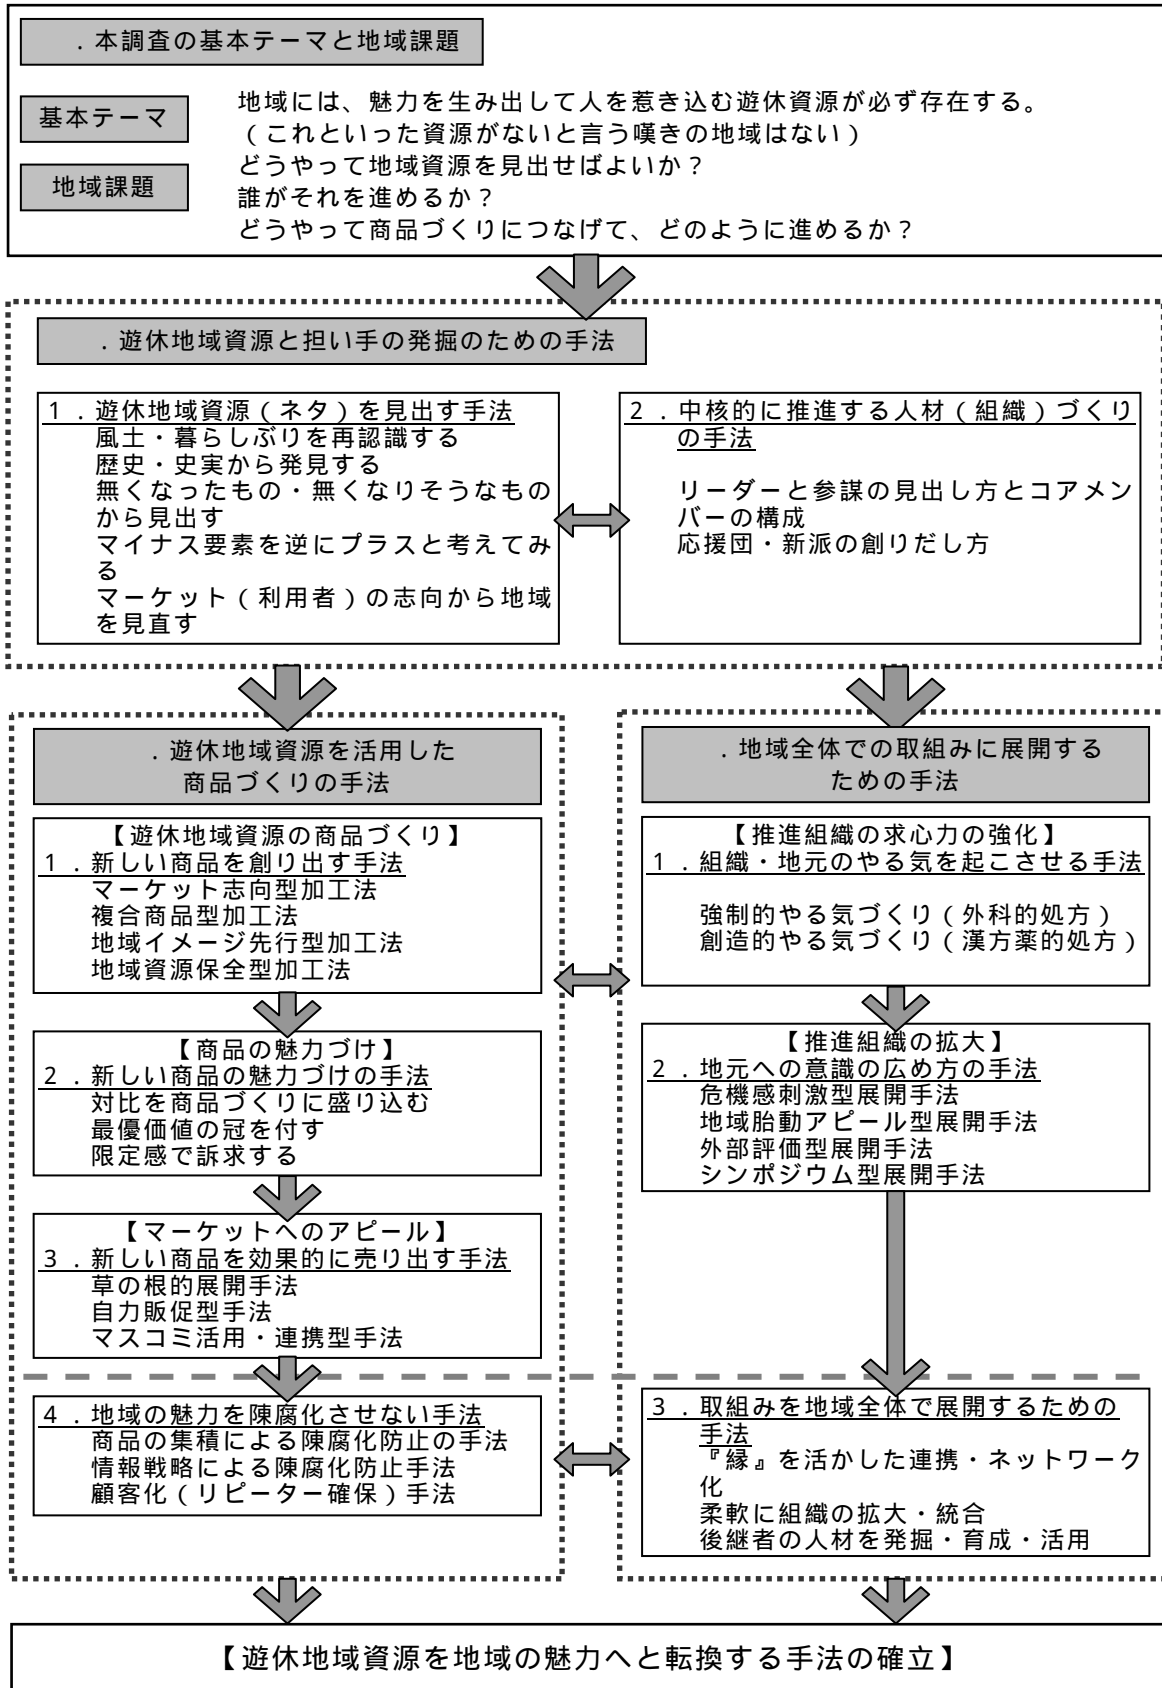 ．本調査の基本テーマと地域課題
基本テーマ
地域には、魅力を生み出して人を惹き込む遊休資源が必ず存在する。
（これといった資源がないと言う嘆きの地域はない）
地域課題
どうやって地域資源を見出せばよいか？
誰がそれを進めるか？
どうやって商品づくりにつなげて、どのように進めるか？
．遊休地域資源と担い手の発掘のための手法
１．遊休地域資源（ネタ）を見出す手法
風土・暮らしぶりを再認識する
歴史・史実から発見する
無くなったもの・無くなりそうなもの
から見出す
マイナス要素を逆にプラスと考えてみ
る
マーケット（利用者）の志向から地域
を見直す
２．中核的に推進する人材（組織）づくり
の手法
リーダーと参謀の見出し方とコアメン
バーの構成
応援団・新派の創りだし方
．遊休地域資源を活用した
商品づくりの手法
【遊休地域資源の商品づくり】
１．新しい商品を創り出す手法
マーケット志向型加工法
複合商品型加工法
地域イメージ先行型加工法
地域資源保全型加工法
【商品の魅力づけ】
２．新しい商品の魅力づけの手法
対比を商品づくりに盛り込む
最優価値の冠を付す
限定感で訴求する
【マーケットへのアピール】
３．新しい商品を効果的に売り出す手法
草の根的展開手法
自力販促型手法
マスコミ活用・連携型手法
４．地域の魅力を陳腐化させない手法
商品の集積による陳腐化防止の手法
情報戦略による陳腐化防止手法
顧客化（リピーター確保）手法
．地域全体での取組みに展開する
ための手法
【推進組織の求心力の強化】
１．組織・地元のやる気を起こさせる手法
強制的やる気づくり（外科的処方）
創造的やる気づくり（漢方薬的処方）
【推進組織の拡大】
２．地元への意識の広め方の手法
危機感刺激型展開手法
地域胎動アピール型展開手法
外部評価型展開手法
シンポジウム型展開手法
３．取組みを地域全体で展開するための
手法
『縁』を活かした連携・ネットワーク
化
柔軟に組織の拡大・統合
後継者の人材を発掘・育成・活用
【遊休地域資源を地域の魅力へと転換する手法の確立】